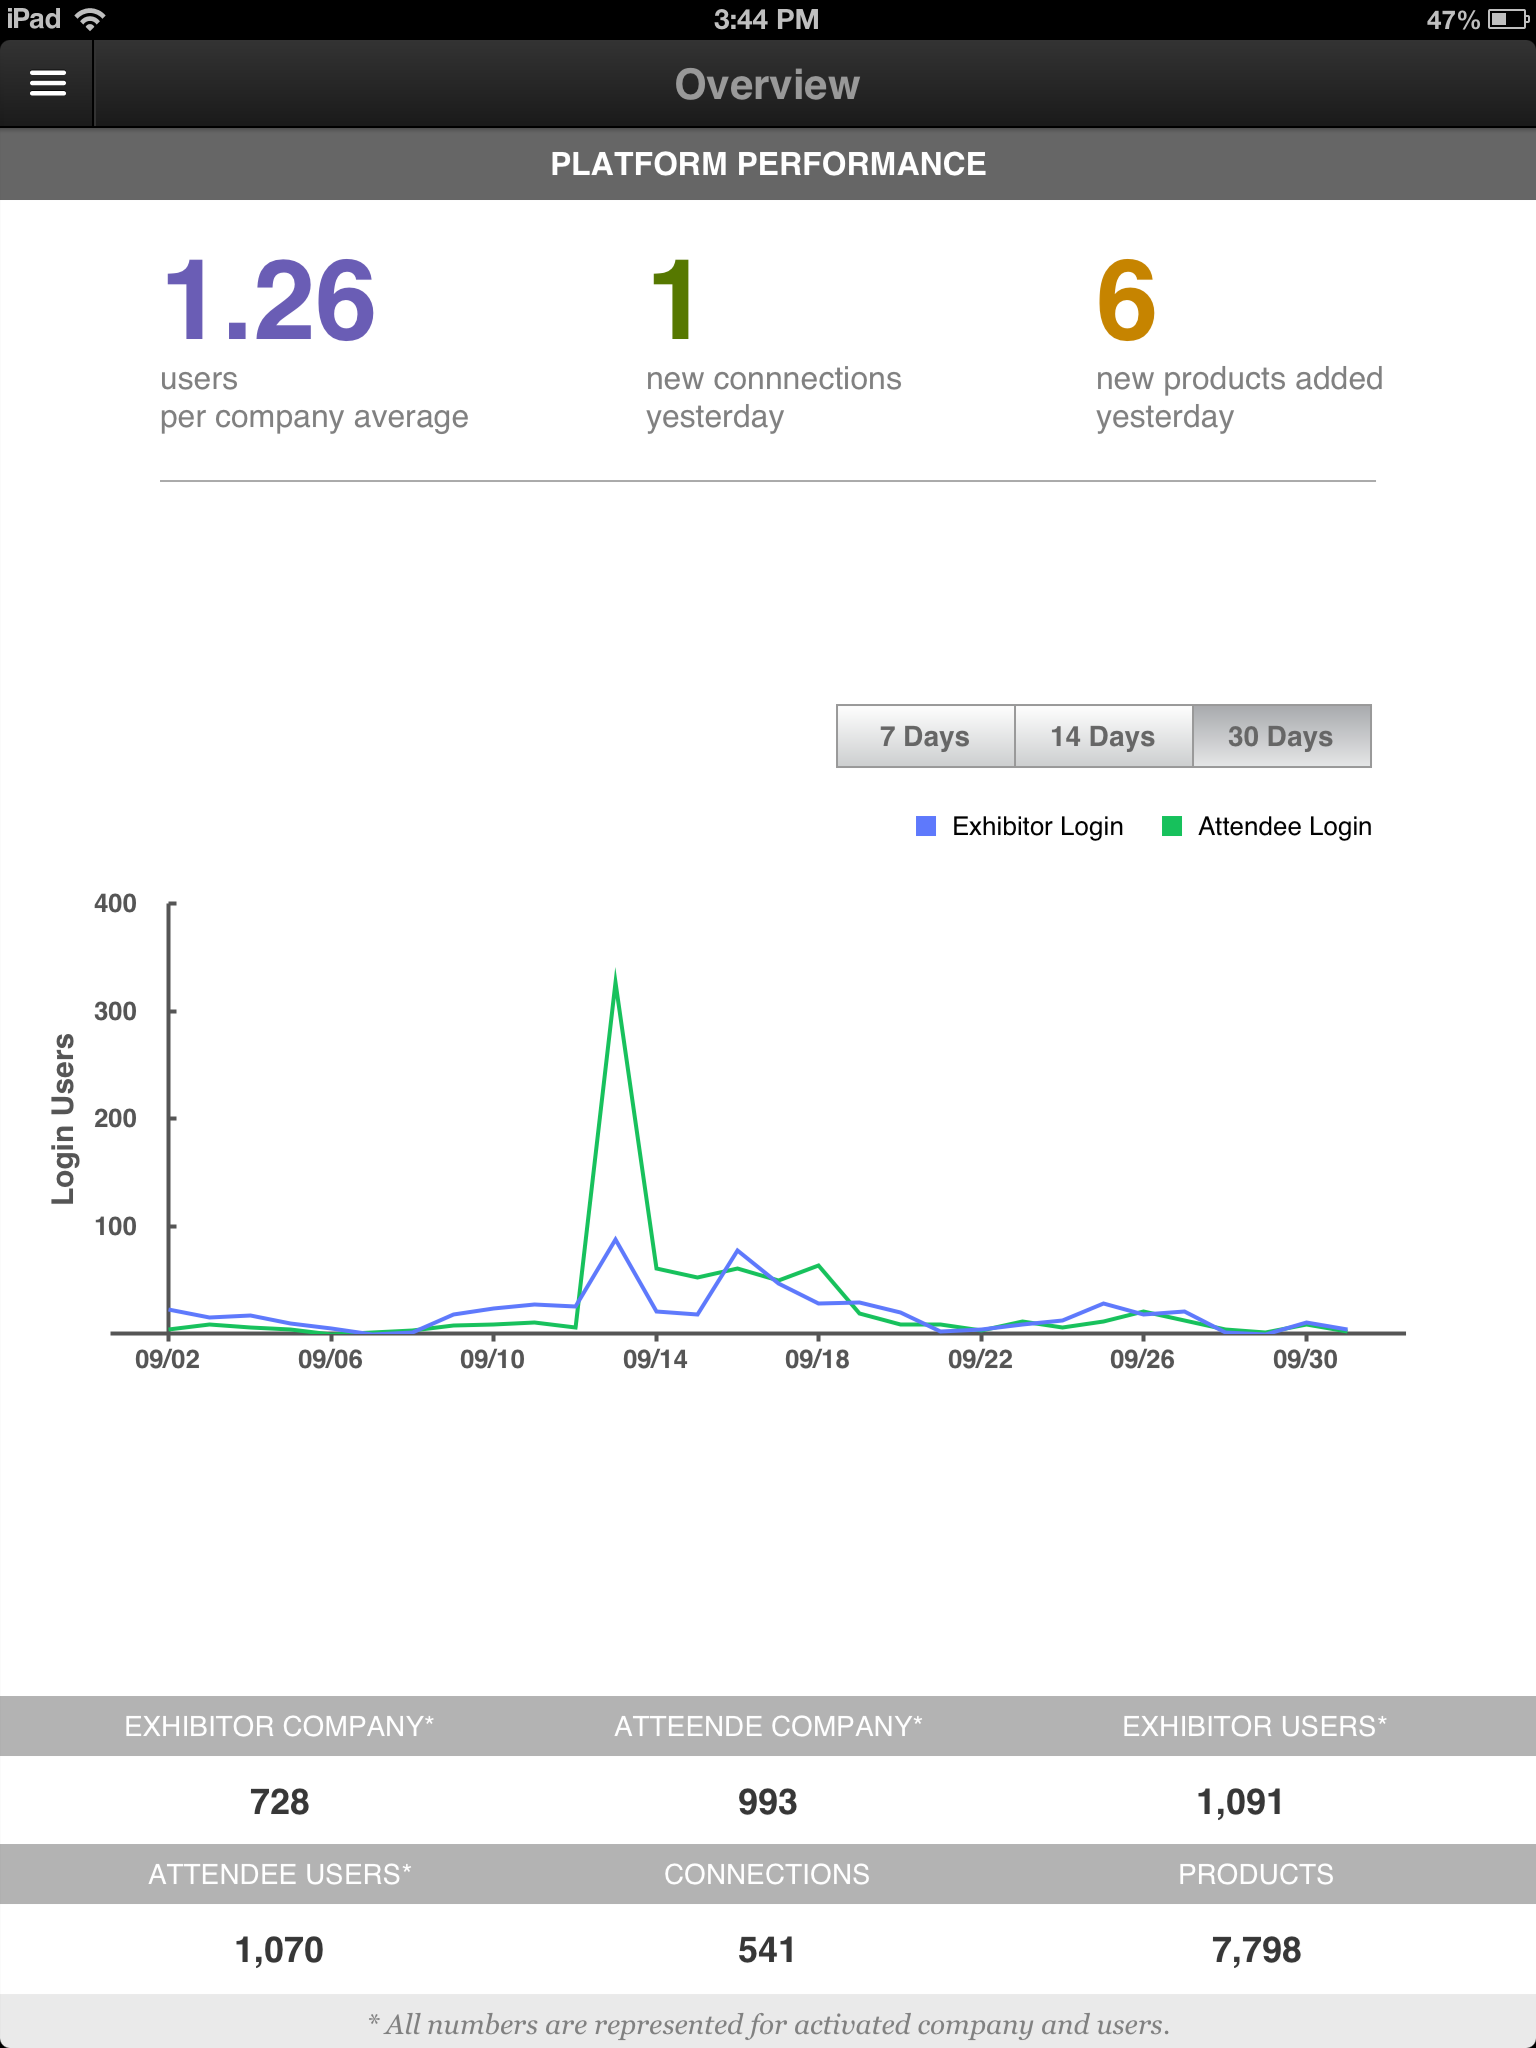 iPad 3:44 PM 47%
Overview
PLATFORM PERFORMANCE
1.26 1 6
users new connnections new products added
per company average yesterday yesterday
7 Days 14 Days 30 Days
Exhibitor Login Attendee Login
400
300
200
100
Login Users
09/02 09/06 09/10 09/14 09/18 09/22 09/26 09/30
EXHIBITOR COMPANY* ATTEENDE COMPANY* EXHIBITOR USERS*
728 993 1,091
ATTENDEE USERS* CONNECTIONS PRODUCTS
1,070 541 7,798
* All numbers are represented for activated company and users.